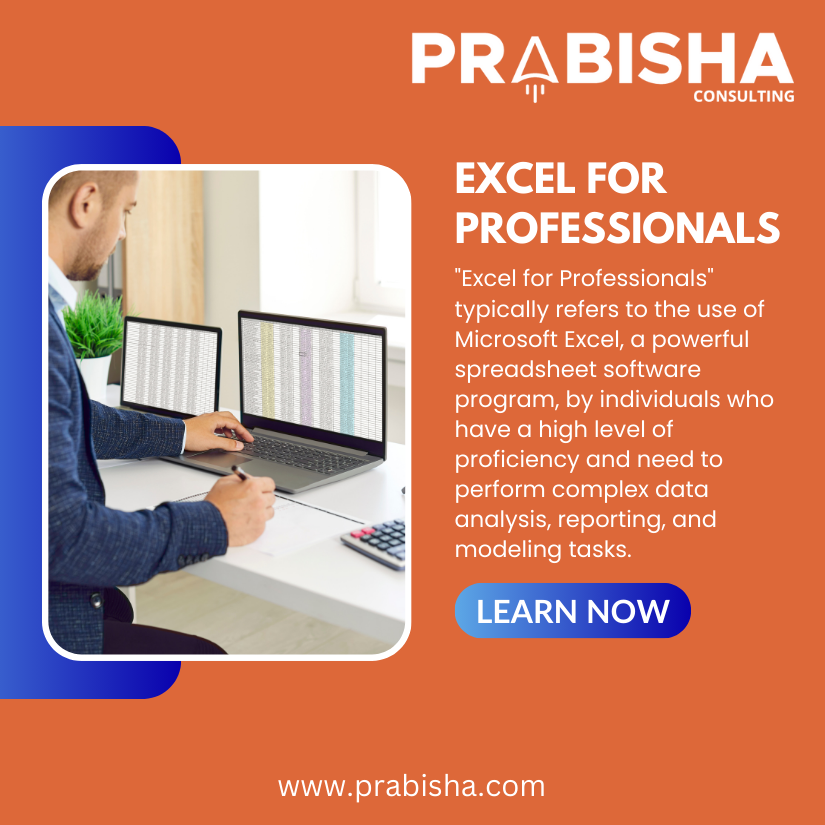 PRABISHA
CONSULTING
EXCEL FOR
PROFESSIONALS
"Excel for Professionals"
typically refers to the use of
Microsoft Excel, a powerful
spreadsheet software
program, by individuals who
have a high level of
proficiency and need to
perform complex data
analysis, reporting, and
modeling tasks.
LEARN NOW
www.prabisha.com